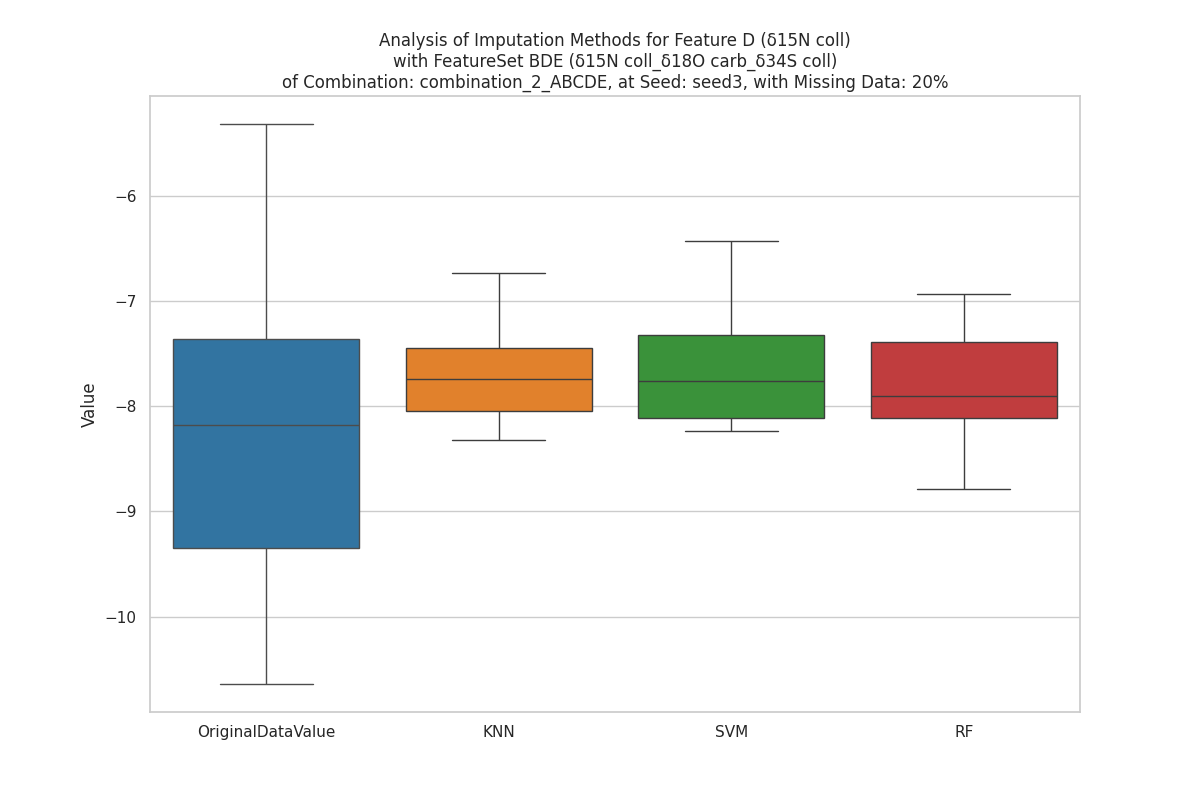 Analysis of Imputation Methods for Feature D (δ15N coll)
with FeatureSet BDE (δ15N coll_δ18O carb_δ34S coll)
of Combination: combination_2_ABCDE, at Seed: seed3, with Missing Data: 20%
Value
−6
−7
−8
−9
−10
OriginalDataValue
KNN
SVM
RF